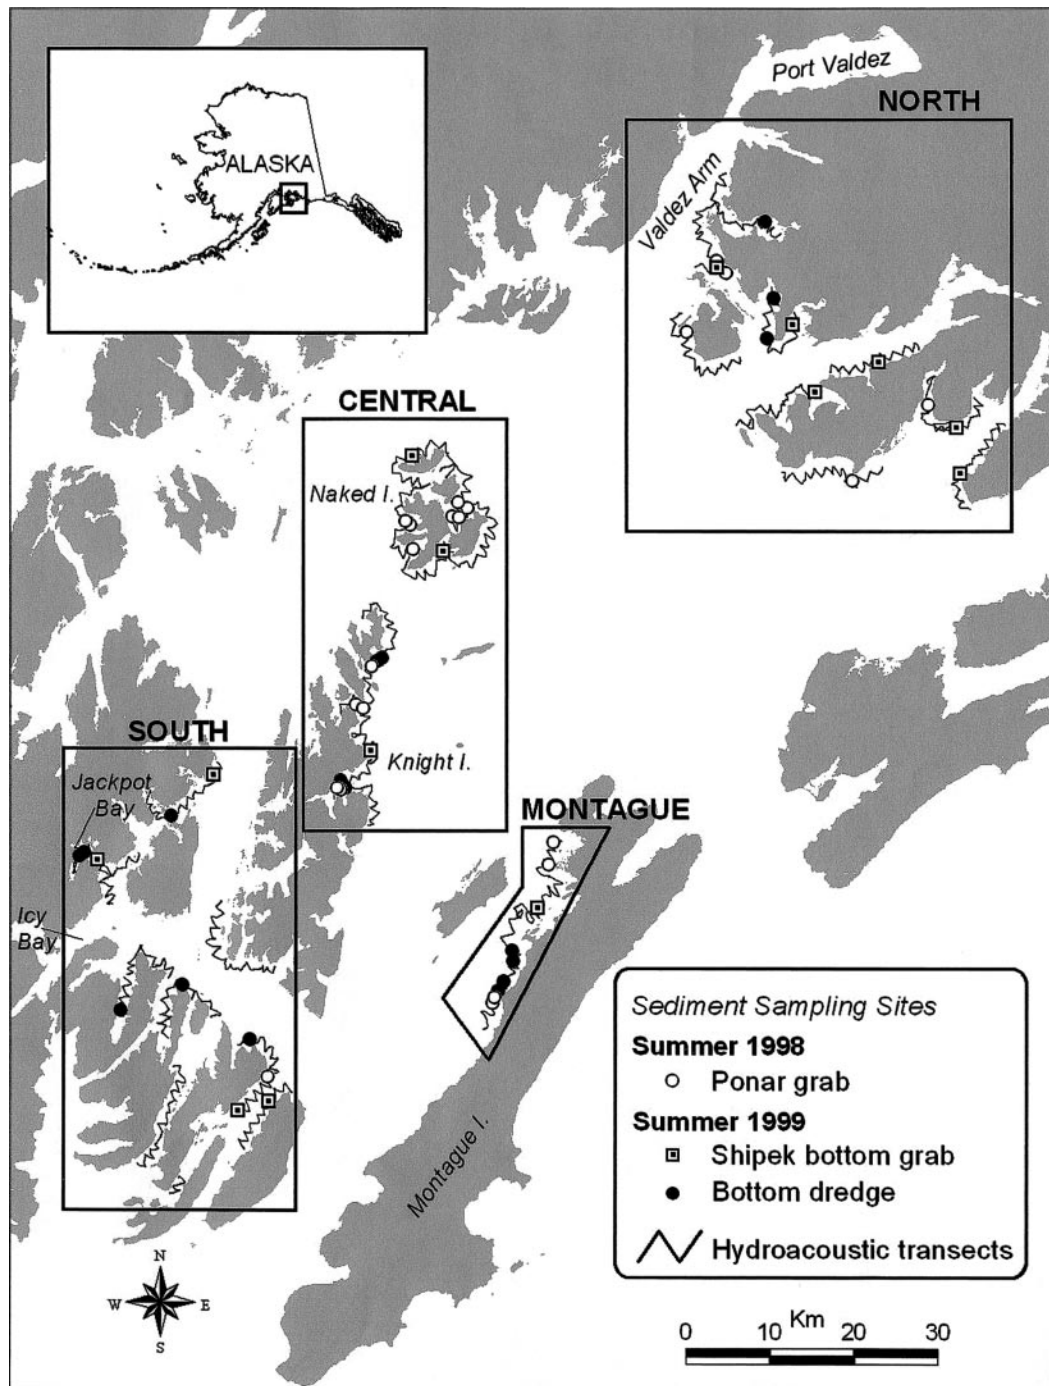 Port Valdez
NORTH
ALASKA
Valdez Arm
CENTRAL
Naked I.
SOUTH
Jackpot
Bay
Knight I.
MONTAGUE
Icy
Bay
Montague I.
Sediment Sampling Sites
Summer 1998
Ponar grab
Summer 1999
Shipek bottom grab
Bottom dredge
Hydroacoustic transects
N
W E
S
Km
0 10 20 30